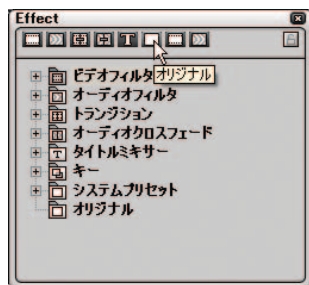 Effect
オリジナル
ビデオフィルタ
オーディオフィルタ
トランジション
オーディオクロスフェード
タイトルミキサー
キー
システムプリセット
オリジナル